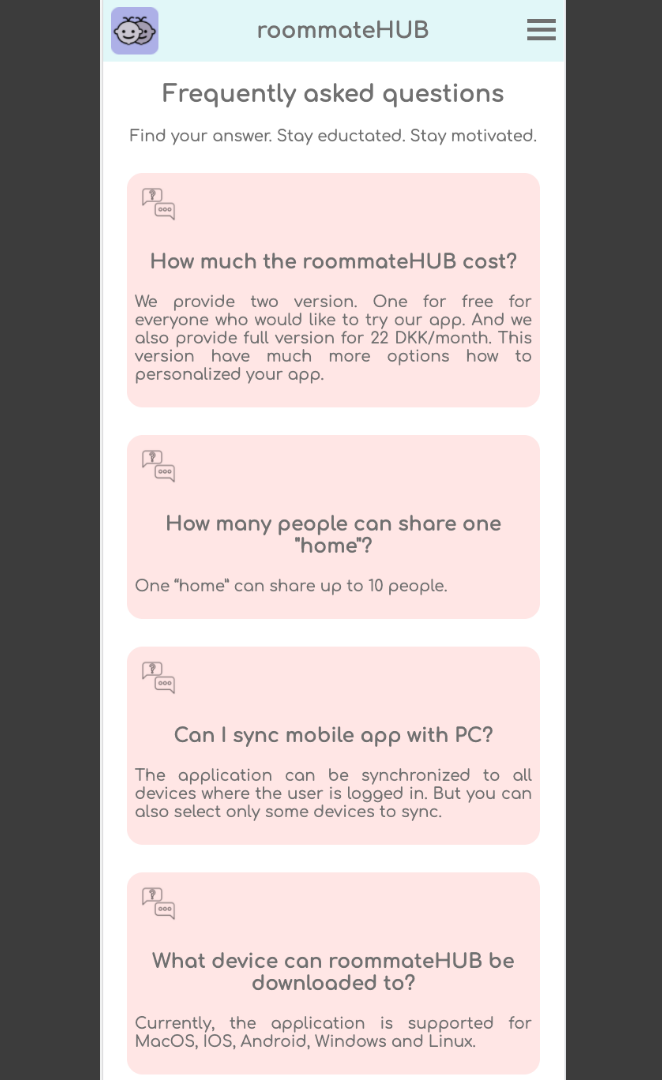 roommateHUB
Frequently asked questions
Find your answer. Stay eductated. Stay motivated.
How much the roommateHUB cost?
We provide two version. One for free for
everyone who would like to try our app. And we
also provide full version for 22 DKK/month. This
version have much more options how to
personalized your app.
How many people can share one
"home"?
One “home” can share up to 10 people.
Can I sync mobile app with PC?
The application can be synchronized to all
devices where the user is logged in. But you can
also select only some devices to sync.
What device can roommateHUB be
downloaded to?
Currently, the application is supported for
MacOS, IOS, Android, Windows and Linux.